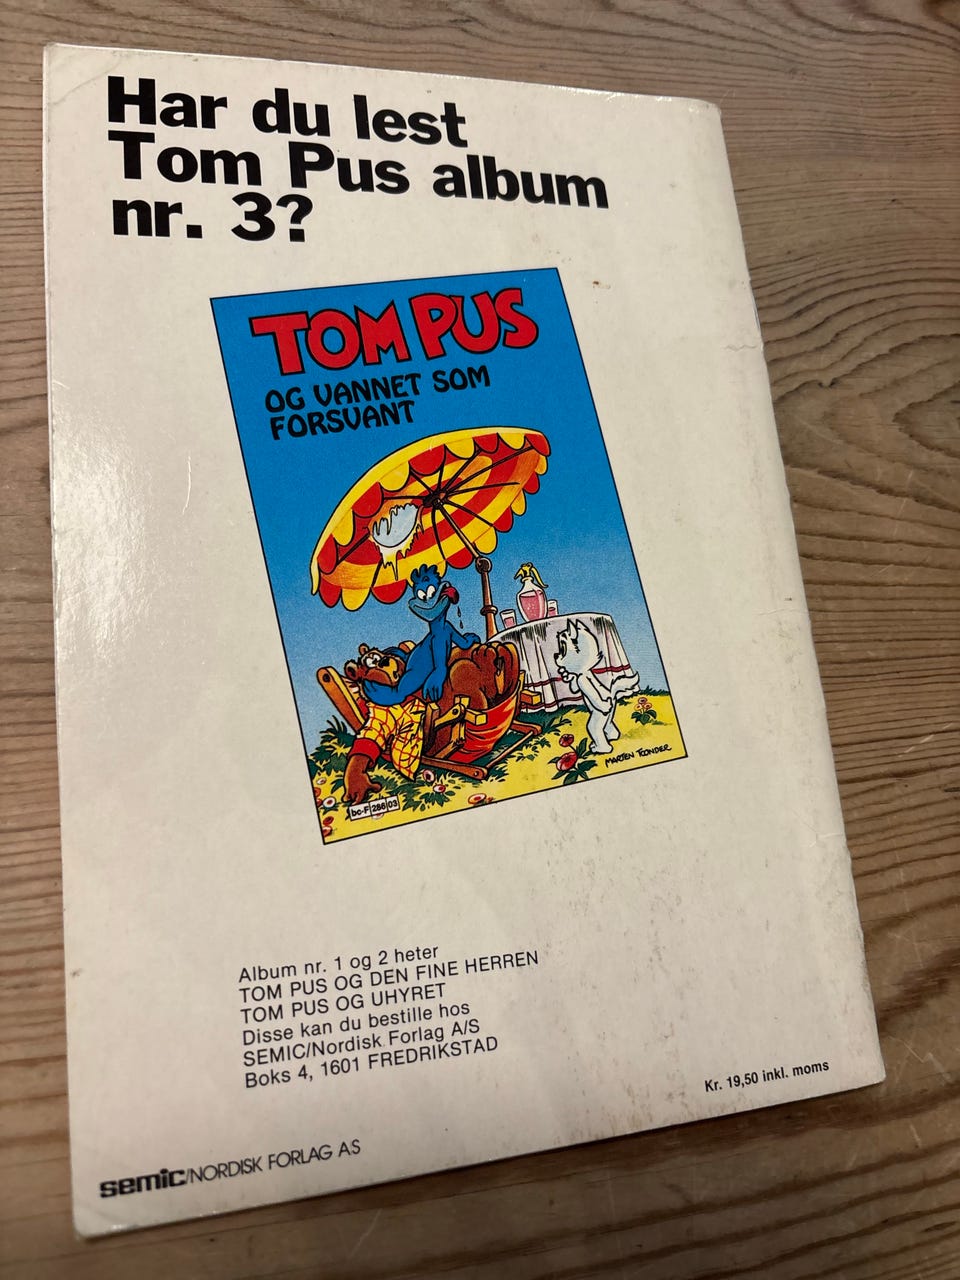 Har du lest
Tom Pus album
nr. 3?
TOM PUS
OG VANNET SOM
FORSVANT
MARTEN TOONDER
bc-F 286 03
Album nr. 1 og 2 heter
TOM PUS OG DEN FINE HERREN
TOM PUS OG UHYRET
Disse kan du bestille hos
SEMIC/Nordisk Forlag A/S
Boks 4, 1601 FREDRIKSTAD
Kr. 19,50 inkl. moms
semic/NORDISK FORLAG AS